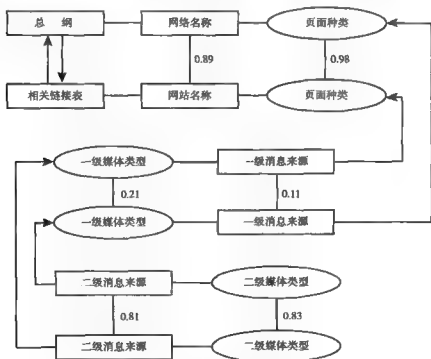 总 纲
网络名称
页面种类
0.89
0.98
相关链接表
网站名称
页面种类
一级媒体类型
一级消息来源
0.21
0.11
一级媒体类型
一级消息来源
二级消息来源
二级媒体类型
0.81
0.83
二级消息来源
二级媒体类型